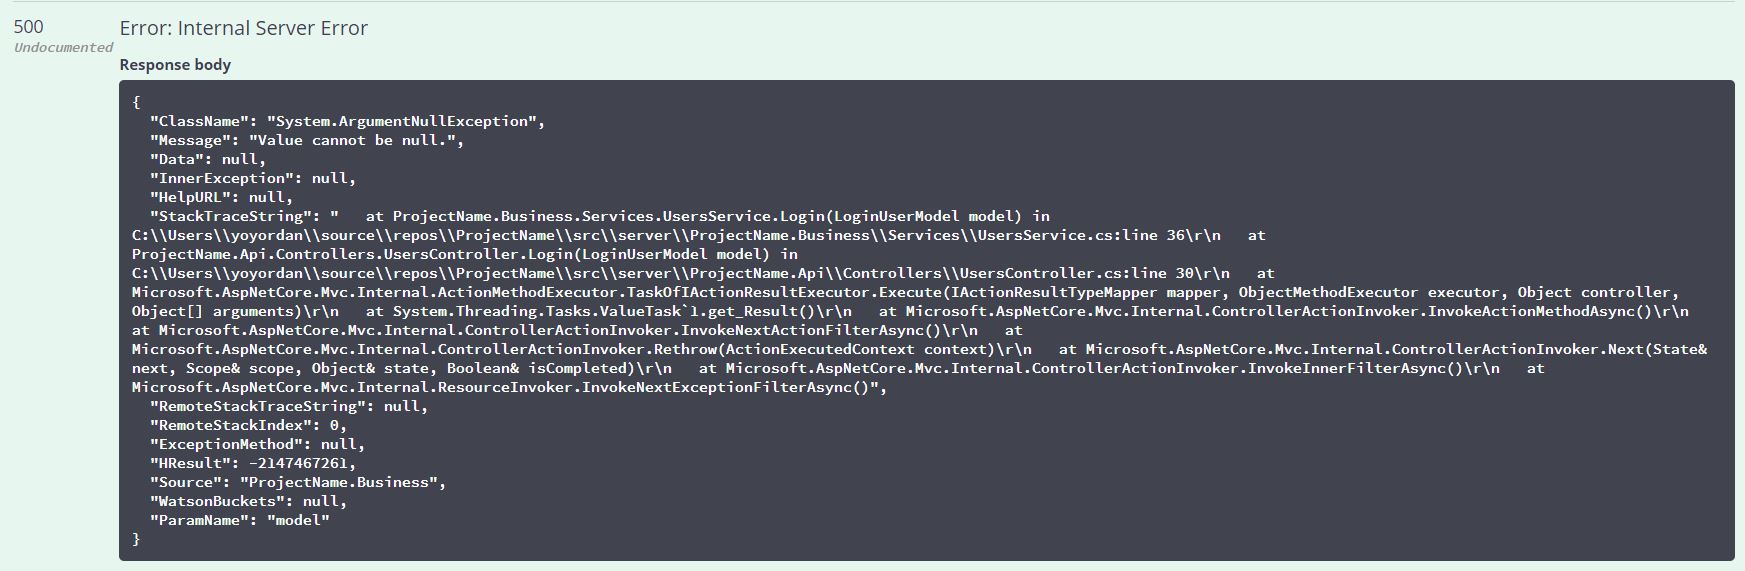 500
Error: Internal Server Error
Undocumented
Response body
{
"ClassName": "System.ArgumentNullException",
"Message": "Value cannot be null.",
"Data": null,
"InnerException": null,
"HelpURL": null,
"StackTraceString": "   at ProjectName.Business.Services.UsersService.Login(LoginUserModel model) in
C:\\Users\\yoyordan\\source\\repos\\ProjectName\\src\\server\\ProjectName.Business\\Services\\UsersService.cs:line 36\r\n   at
ProjectName.Api.Controllers.UsersController.Login(LoginUserModel model) in
C:\\Users\\yoyordan\\source\\repos\\ProjectName\\src\\server\\ProjectName.Api\\Controllers\\UsersController.cs:line 30\r\n   at
Microsoft.AspNetCore.Mvc.Internal.ActionMethodExecutor.TaskOfIActionResultExecutor.Execute(IActionResultTypeMapper mapper, ObjectMethodExecutor executor, Object controller,
Object[] arguments)\r\n   at System.Threading.Tasks.ValueTask`1.get_Result()\r\n   at Microsoft.AspNetCore.Mvc.Internal.ControllerActionInvoker.InvokeActionMethodAsync()\r\n
at Microsoft.AspNetCore.Mvc.Internal.ControllerActionInvoker.InvokeNextActionFilterAsync()\r\n   at
Microsoft.AspNetCore.Mvc.Internal.ControllerActionInvoker.Rethrow(ActionExecutedContext context)\r\n   at Microsoft.AspNetCore.Mvc.Internal.ControllerActionInvoker.Next(State&
next, Scope& scope, Object& state, Boolean& isCompleted)\r\n   at Microsoft.AspNetCore.Mvc.Internal.ControllerActionInvoker.InvokeInnerFilterAsync()\r\n   at
Microsoft.AspNetCore.Mvc.Internal.ResourceInvoker.InvokeNextExceptionFilterAsync()",
"RemoteStackTraceString": null,
"RemoteStackIndex": 0,
"ExceptionMethod": null,
"HResult": -2147467261,
"Source": "ProjectName.Business",
"WatsonBuckets": null,
"ParamName": "model"
}